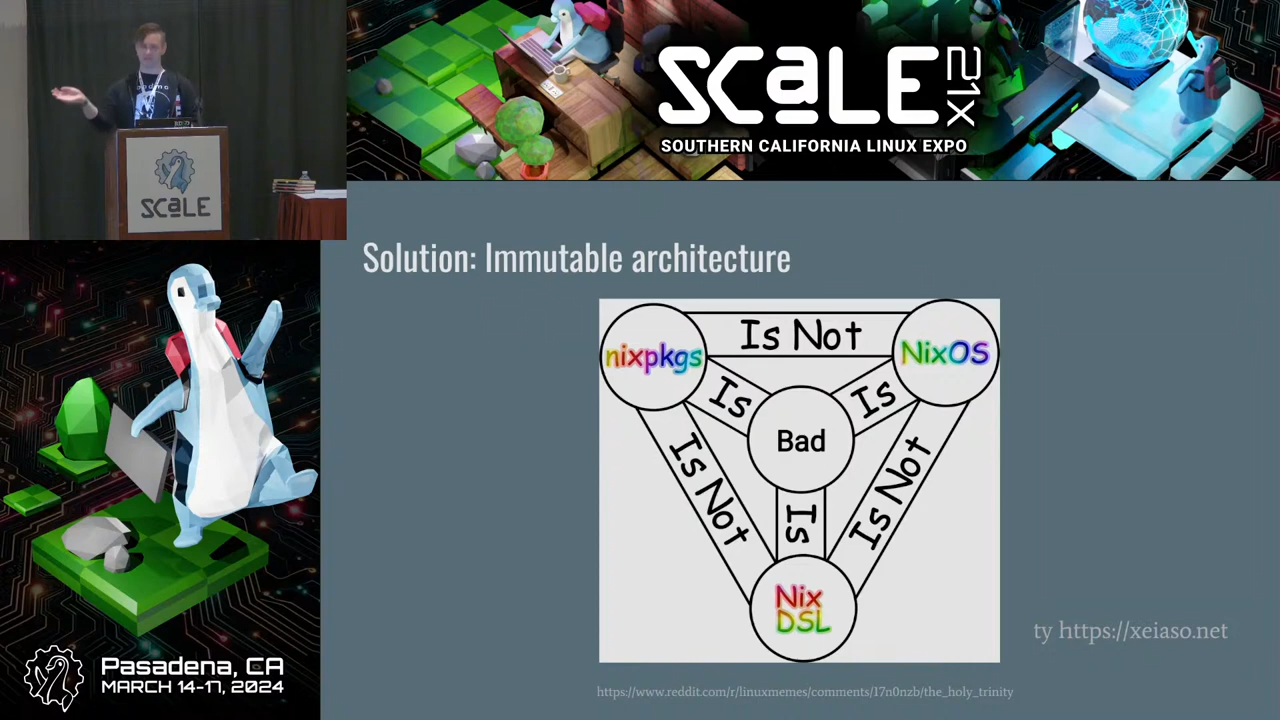 SCaLE 21x
SOUTHERN CALIFORNIA LINUX EXPO
SCaLE
Solution: Immutable architecture
nixpkgs
Is Not
NixOS
Is
Is
Bad
Is Not
Is
Is Not
Nix
DSL
ty https://xeiaso.net
https://www.reddit.com/r/linuxmemes/comments/17n0nzb/the_holy_trinity
Pasadena, CA
MARCH 14-17, 2024